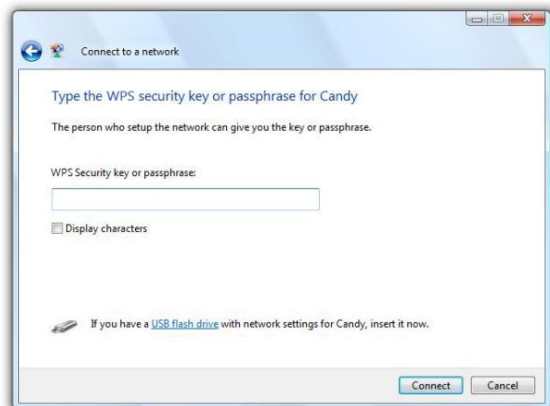 Connect to a network
Type the WPS security key or passphrase for Candy
The person who setup the network can give you the key or passphrase.
WPS Security key or passphrase:
Display characters
If you have a USB flash drive with network settings for Candy, insert it now.
Connect Cancel